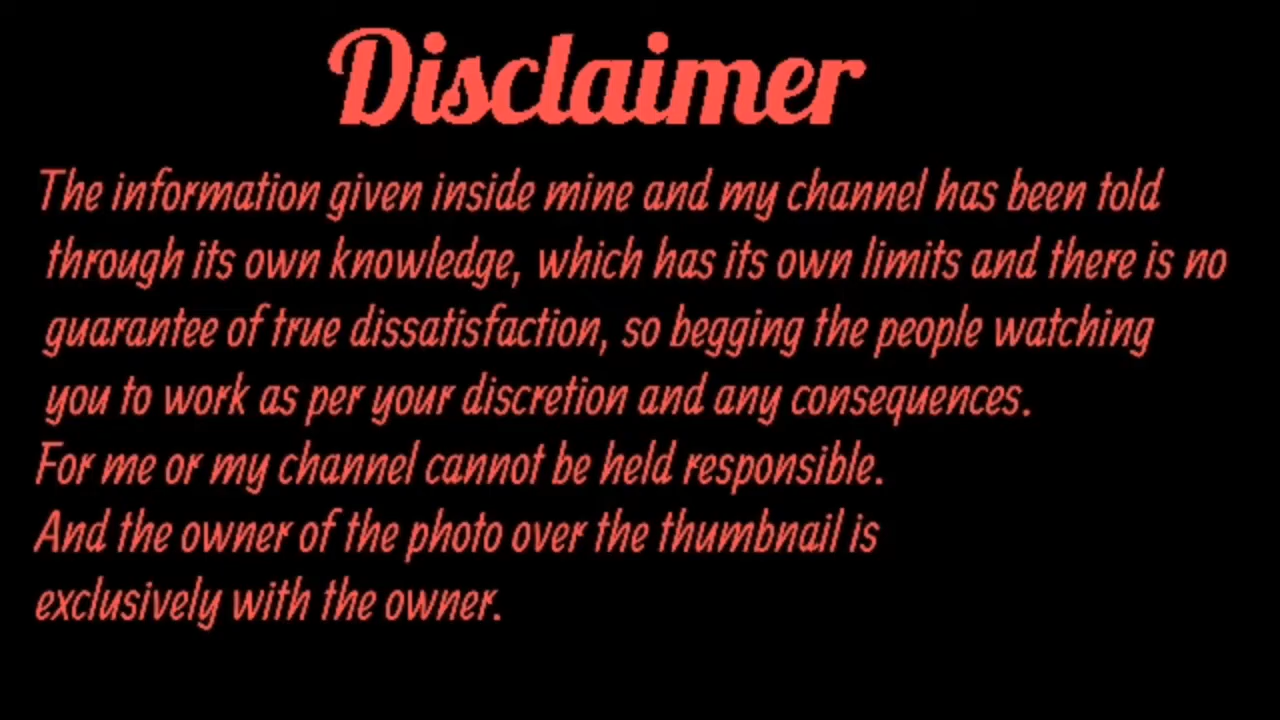 Disclaimer
The information given inside mine and my channel has been told
through its own knowledge, which has its own limits and there is no
guarantee of true dissatisfaction, so begging the people watching
you to work as per your discretion and any consequences.
For me or my channel cannot be held responsible.
And the owner of the photo over the thumbnail is
exclusively with the owner.